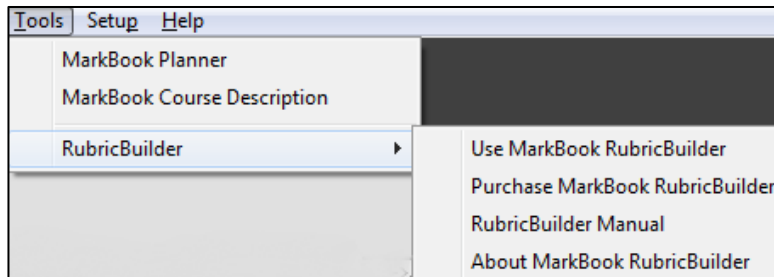 Tools Setup Help
MarkBook Planner
MarkBook Course Description
RubricBuilder
Use MarkBook RubricBuilder
Purchase MarkBook RubricBuilder
RubricBuilder Manual
About MarkBook RubricBuilder